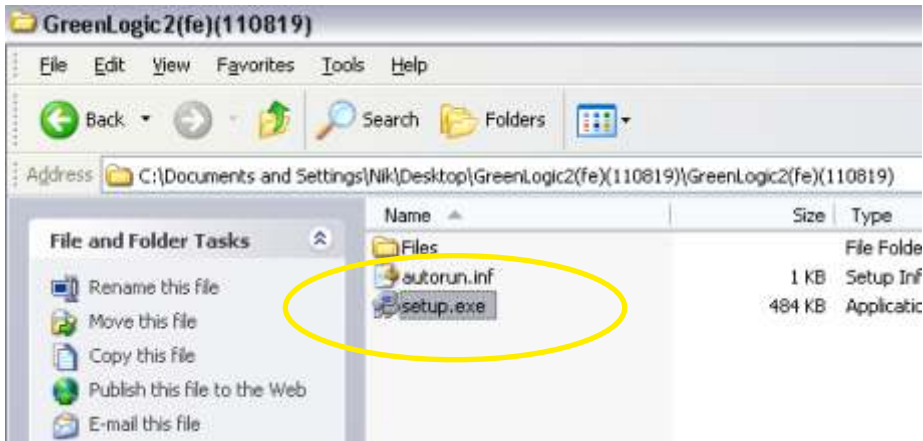 GreenLogic2(fe)(110819)
File Edit View Favorites Tools Help
Back Search Folders
Address C:\Documents and Settings\Nik\Desktop\GreenLogic2(fe)(110819)\GreenLogic2(fe)(110819)
File and Folder Tasks
Rename this file
Move this file
Copy this file
Publish this file to the Web
E-mail this file
Name Size Type
Files File Folde
autorun.inf 1 KB Setup Inf
setup.exe 484 KB Applicatio